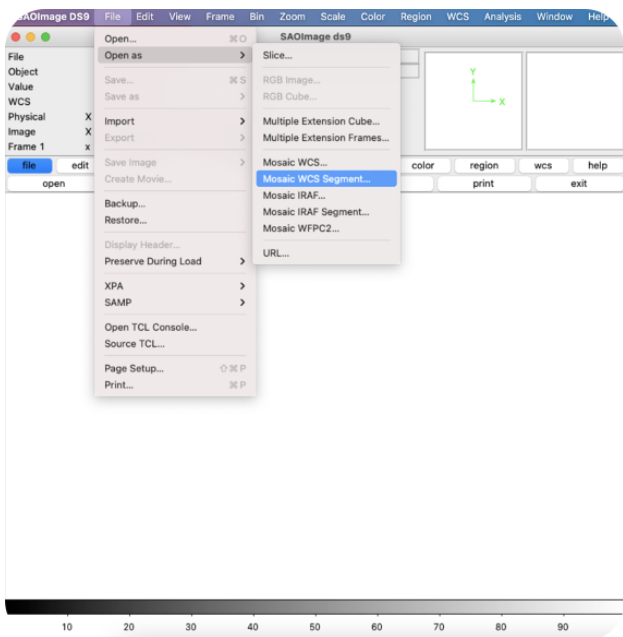 SAOImage DS9 File Edit View Frame Bin Zoom Scale Color Region WCS Analysis Window Help
SAOImage ds9
File
Object
Value
WCS
Physical X
Image X
Frame 1 x
Y
X
file edit color region wcs help
open print exit
Open... ⌘ O
Open as >
Save... ⌘ S
Save as >
Import >
Export >
Save Image >
Create Movie...
Backup...
Restore...
Display Header...
Preserve During Load >
XPA >
SAMP >
Open TCL Console...
Source TCL...
Page Setup... ⇧ ⌘ P
Print... ⌘ P
Slice...
RGB Image...
RGB Cube...
Multiple Extension Cube...
Multiple Extension Frames...
Mosaic WCS...
Mosaic WCS Segment...
Mosaic IRAF...
Mosaic IRAF Segment...
Mosaic WFPC2...
URL...
10 20 30 40 50 60 70 80 90